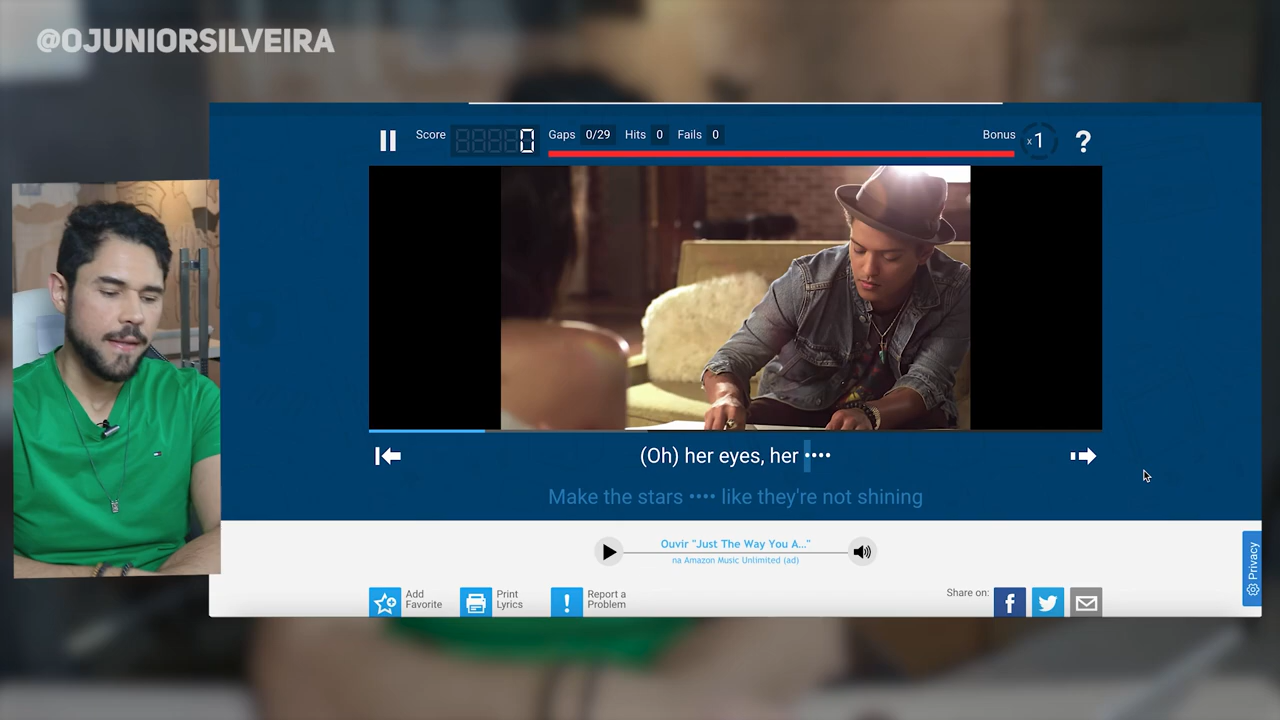 @OJUNIORSILVEIRA
Score 0 Gaps 0/29 Hits 0 Fails 0 Bonus x1 ?
(Oh) her eyes, her ••••
Make the stars •••• like they're not shining
Ouvir "Just The Way You A..."
na Amazon Music Unlimited (ad)
Add Favorite
Print Lyrics
! Report a Problem
Share on: f
Privacy